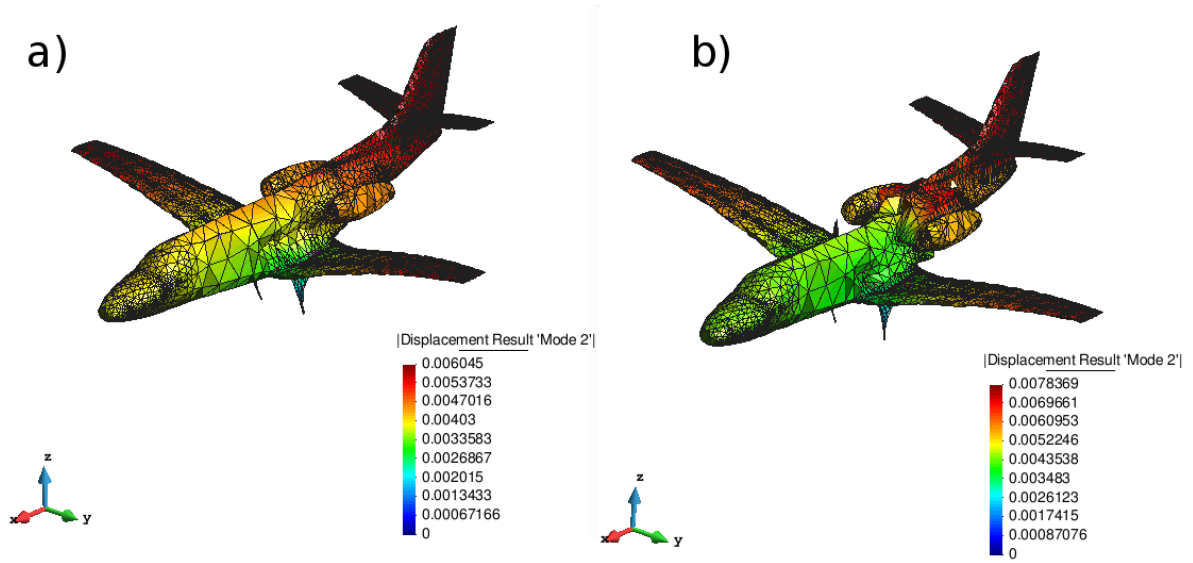 a)
|Displacement Result 'Mode 2'|
0.006045
0.0053733
0.0047016
0.00403
0.0033583
0.0026867
0.002015
0.0013433
0.00067166
0
z
x
y
b)
|Displacement Result 'Mode 2'|
0.0078369
0.0069661
0.0060953
0.0052246
0.0043538
0.003483
0.0026123
0.0017415
0.00087076
0
z
x
y